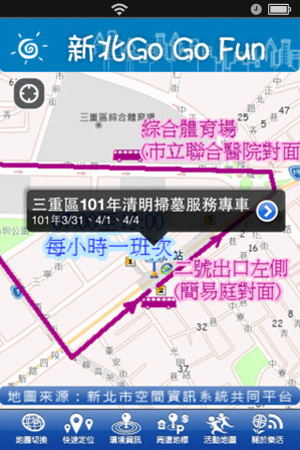 新北Go Go Fun
三重區綜合體育場
綜合體育場
(市立聯合醫院對面
三重區101年清明掃墓服務專車
101年3/31、4/1、4/4
每小時一班次
站
二號出口左側
(簡易庭對面)
地圖來源：新北市空間資訊系統共同平台
地圖切換
快速定位
環境資訊
周遭地標
活動地圖
關於樂活